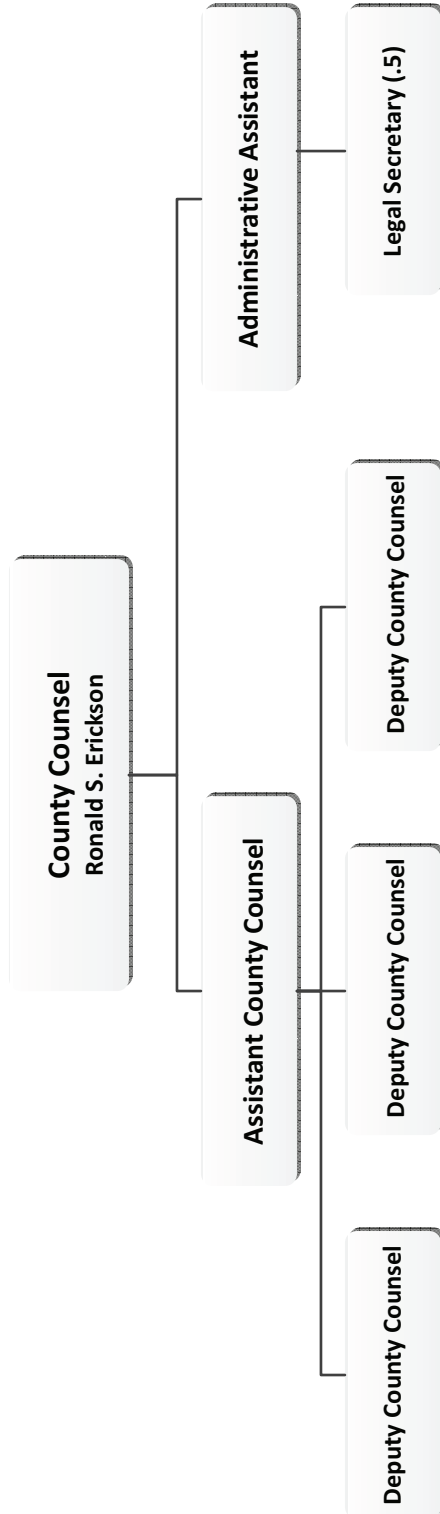 County Counsel
Ronald S. Erickson
Assistant County Counsel
Administrative Assistant
Deputy County Counsel
Deputy County Counsel
Deputy County Counsel
Legal Secretary (.5)